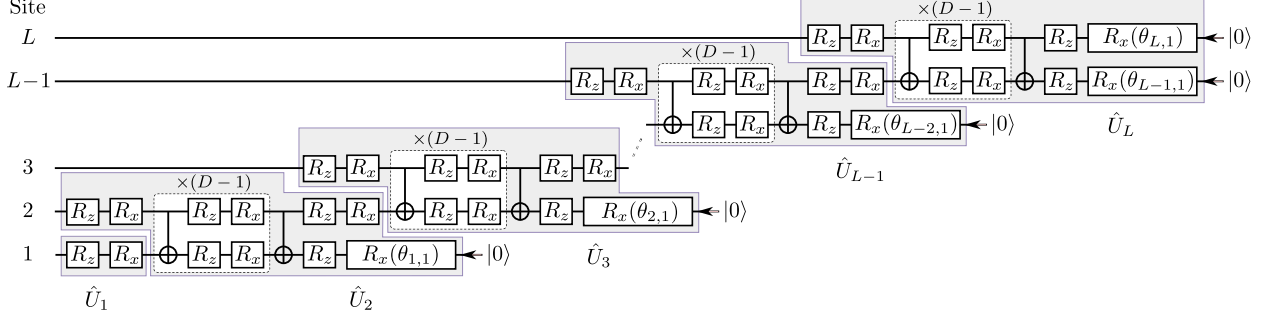 Site
×(D − 1)
L R_z R_x R_z R_x R_z R_x(θ_{L,1}) |0⟩
×(D − 1)
L−1 R_z R_x R_z R_x R_z R_x R_z R_x R_z R_x(θ_{L−1,1}) |0⟩
R_z R_x R_z R_x(θ_{L−2,1}) |0⟩ Û_L
×(D − 1)
3 R_z R_x R_z R_x R_z R_x Û_{L−1}
×(D − 1)
2 R_z R_x R_z R_x R_z R_x R_z R_x R_z R_x(θ_{2,1}) |0⟩
1 R_z R_x R_z R_x R_z R_x(θ_{1,1}) |0⟩ Û_3
Û_1 Û_2